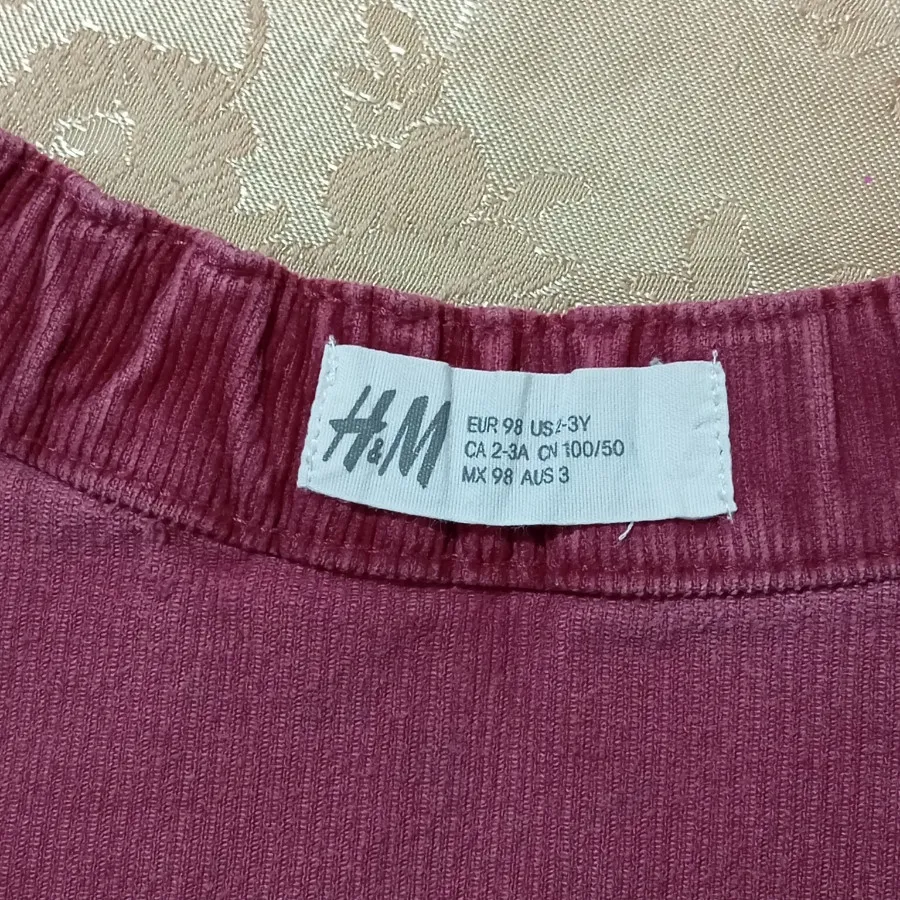 H&M
EUR 98 US 2-3Y
CA 2-3A CN 100/50
MX 98 AUS 3